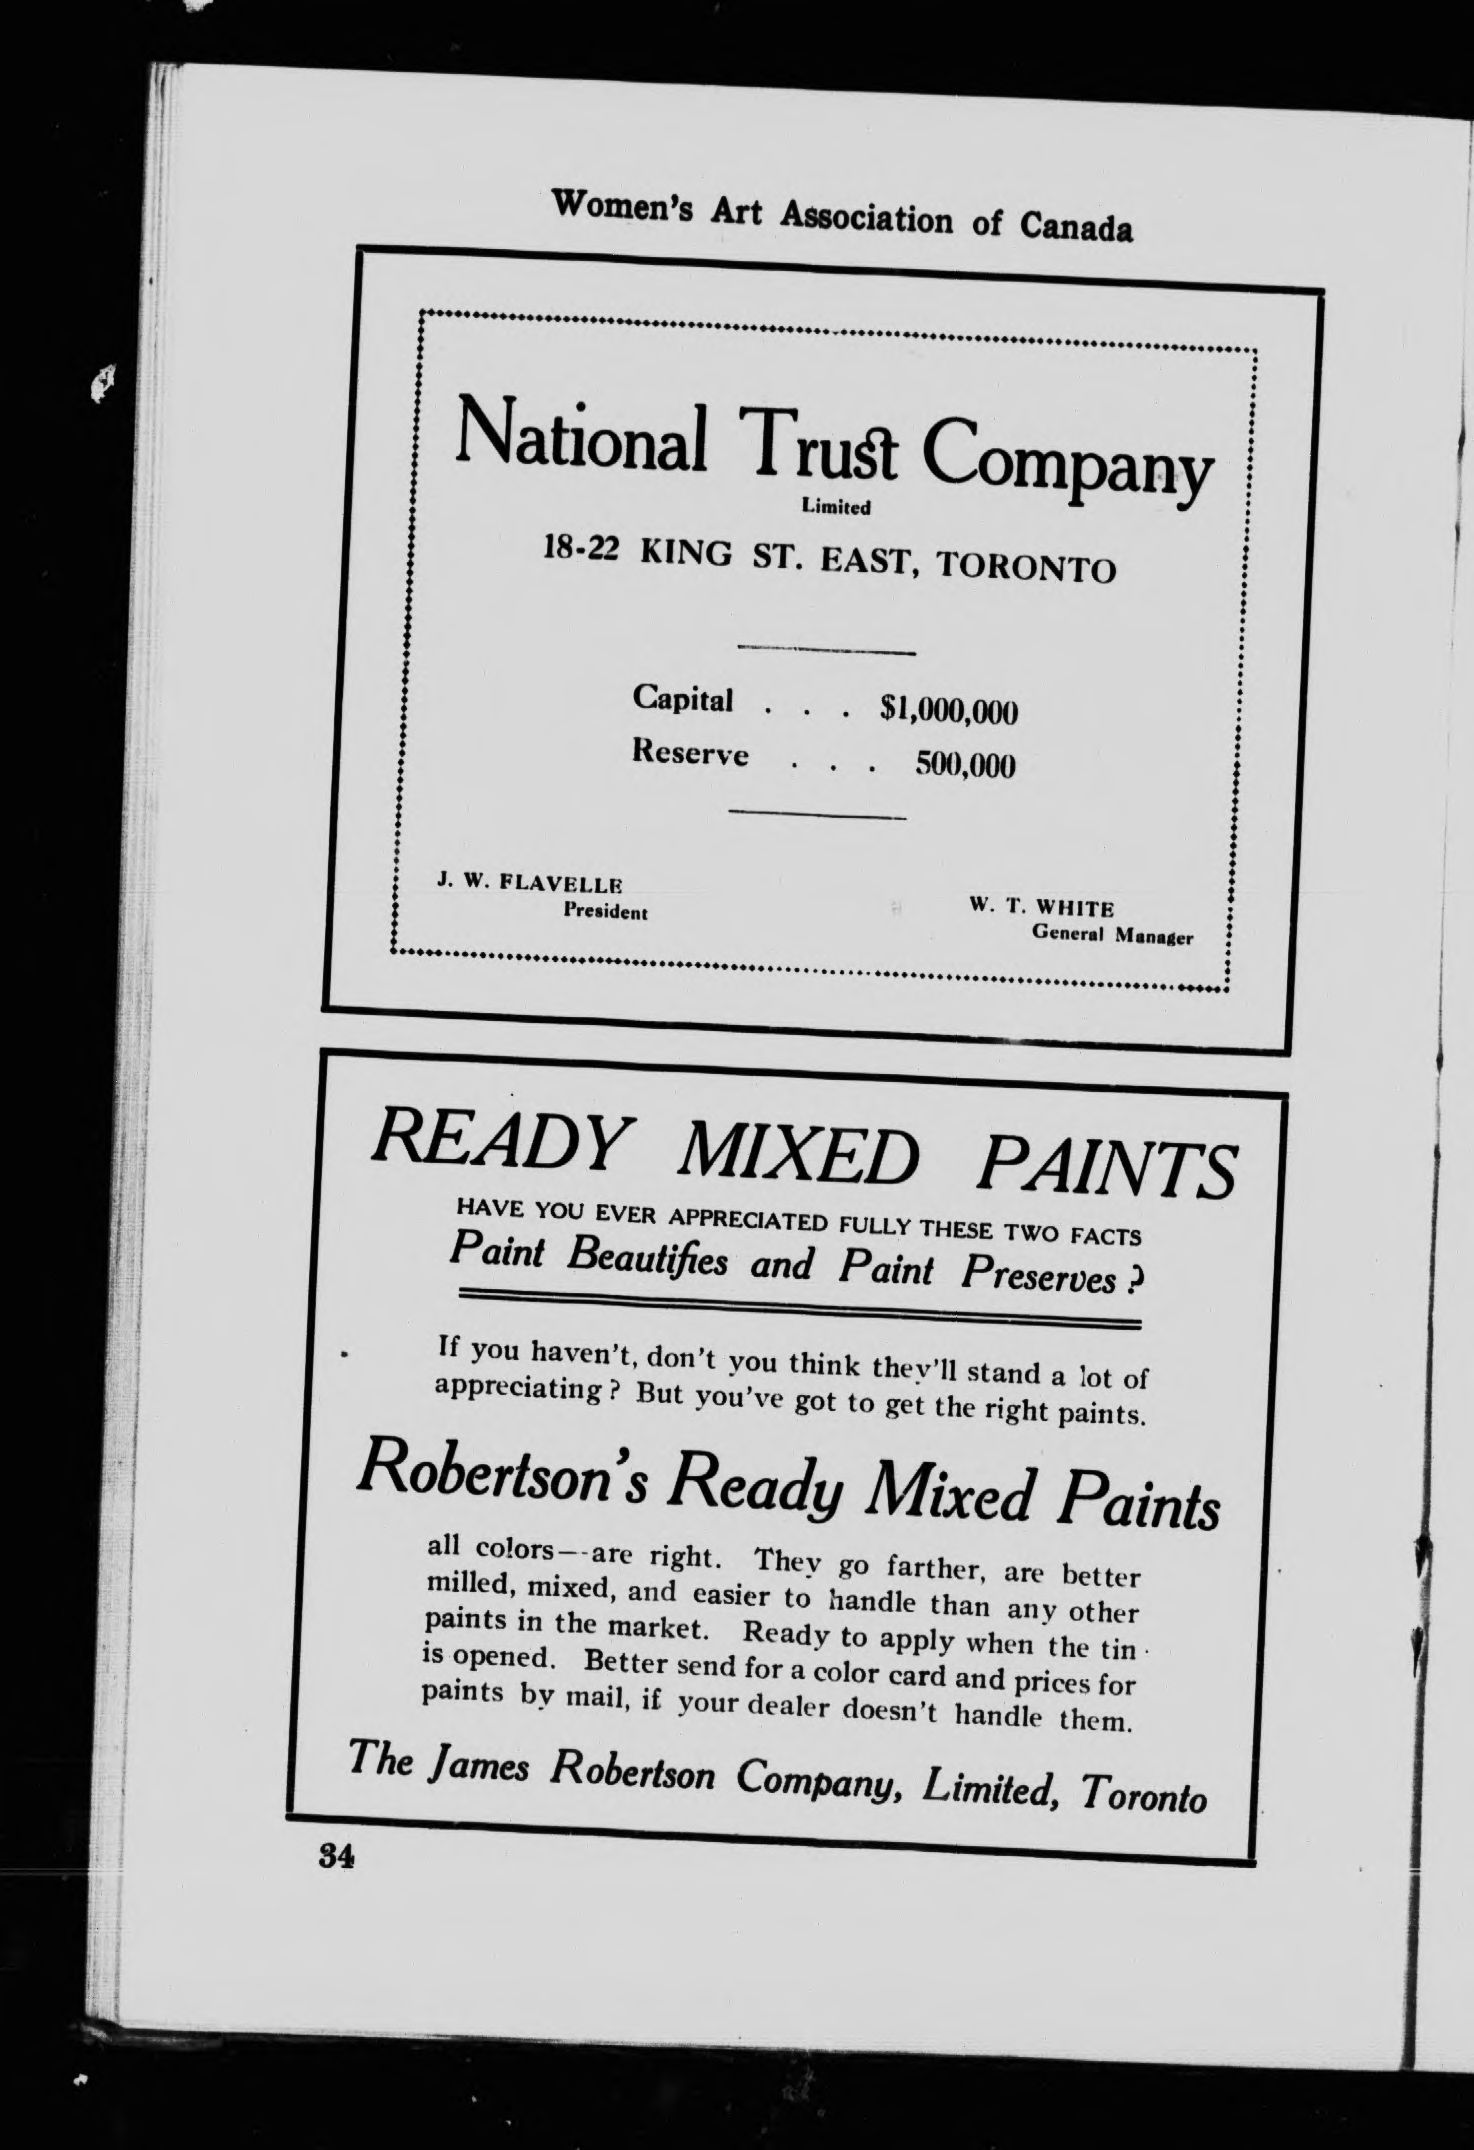 Women's Art Association of Canada
National Trust Company
Limited
18-22 KING ST. EAST, TORONTO
Capital . . . $1,000,000
Reserve . . . 500,000
J. W. FLAVELLE
President
W. T. WHITE
General Manager
READY MIXED PAINTS
HAVE YOU EVER APPRECIATED FULLY THESE TWO FACTS
Paint Beautifies and Paint Preserves?
If you haven't, don't you think they'll stand a lot of
appreciating? But you've got to get the right paints.
Robertson's Ready Mixed Paints
all colors—are right. They go farther, are better
milled, mixed, and easier to handle than any other
paints in the market. Ready to apply when the tin
is opened. Better send for a color card and prices for
paints by mail, if your dealer doesn't handle them.
The James Robertson Company, Limited, Toronto
34